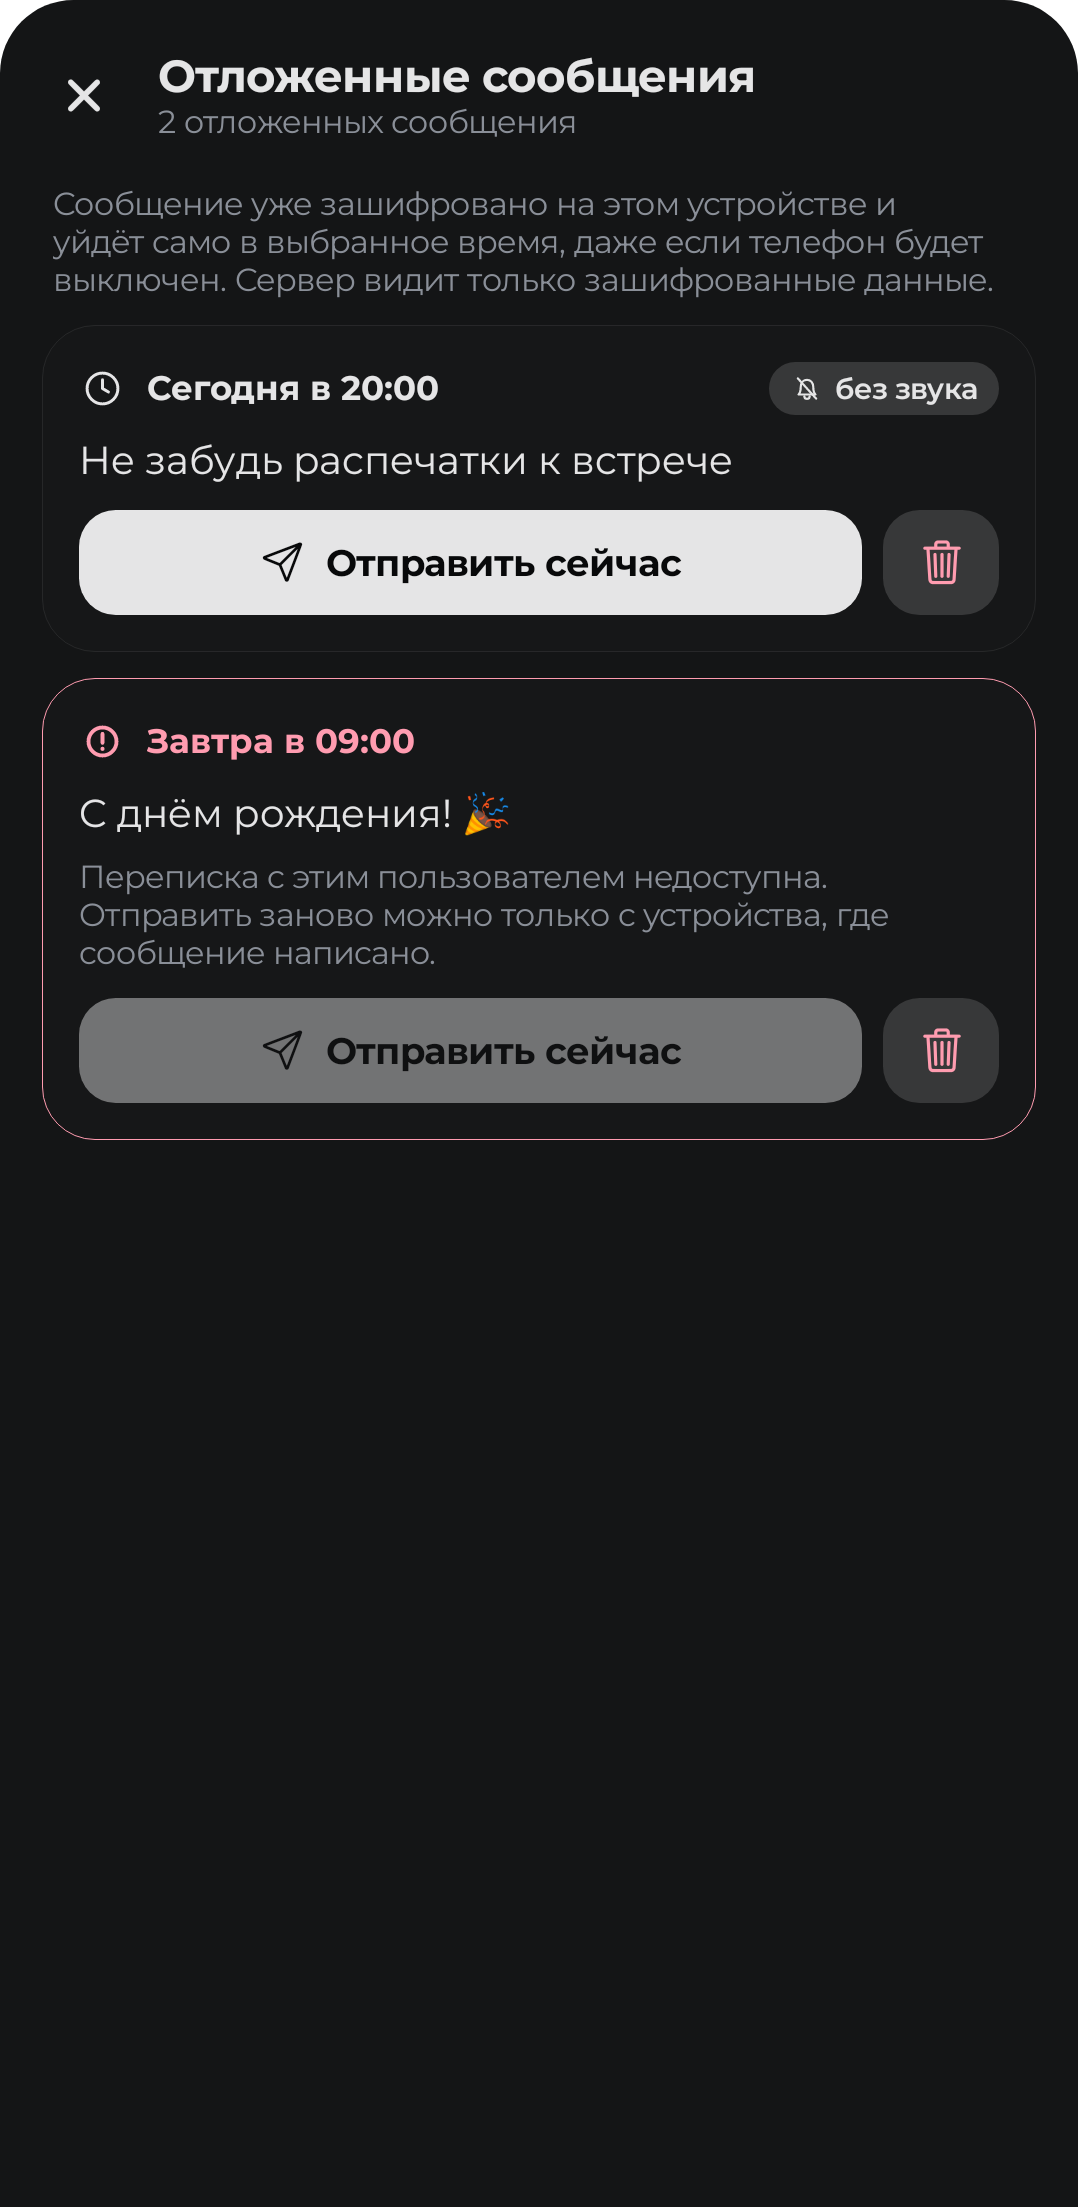 Отложенные сообщения
2 отложенных сообщения
Сообщение уже зашифровано на этом устройстве и
уйдёт само в выбранное время, даже если телефон будет
выключен. Сервер видит только зашифрованные данные.
Сегодня в 20:00
без звука
Не забудь распечатки к встрече
Отправить сейчас
Завтра в 09:00
С днём рождения! 🎉
Переписка с этим пользователем недоступна.
Отправить заново можно только с устройства, где
сообщение написано.
Отправить сейчас